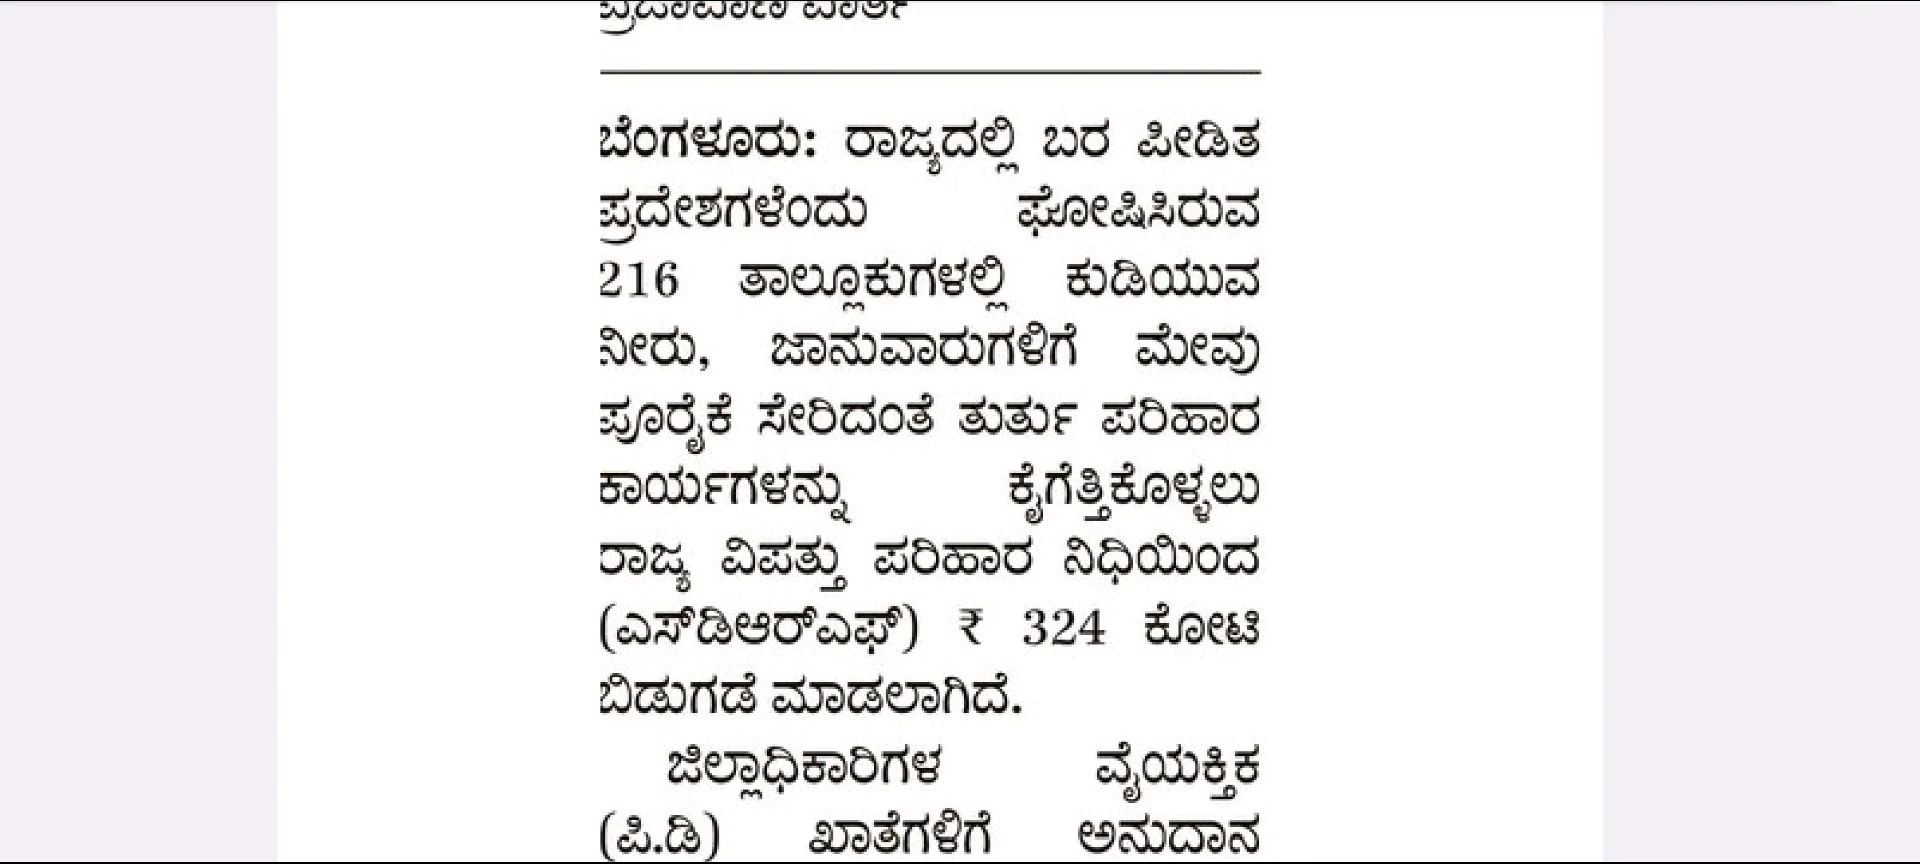 ಪ್ರಜಾವಾಣಿ ವಾರ್ತೆ
ಬೆಂಗಳೂರು: ರಾಜ್ಯದಲ್ಲಿ ಬರ ಪೀಡಿತ
ಪ್ರದೇಶಗಳೆಂದು ಘೋಷಿಸಿರುವ
216 ತಾಲ್ಲೂಕುಗಳಲ್ಲಿ ಕುಡಿಯುವ
ನೀರು, ಜಾನುವಾರುಗಳಿಗೆ ಮೇವು
ಪೂರೈಕೆ ಸೇರಿದಂತೆ ತುರ್ತು ಪರಿಹಾರ
ಕಾರ್ಯಗಳನ್ನು ಕೈಗೆತ್ತಿಕೊಳ್ಳಲು
ರಾಜ್ಯ ವಿಪತ್ತು ಪರಿಹಾರ ನಿಧಿಯಿಂದ
(ಎಸ್‌ಡಿಆರ್‌ಎಫ್) ₹ 324 ಕೋಟಿ
ಬಿಡುಗಡೆ ಮಾಡಲಾಗಿದೆ.
ಜಿಲ್ಲಾಧಿಕಾರಿಗಳ ವೈಯಕ್ತಿಕ
(ಪಿ.ಡಿ) ಖಾತೆಗಳಿಗೆ ಅನುದಾನ